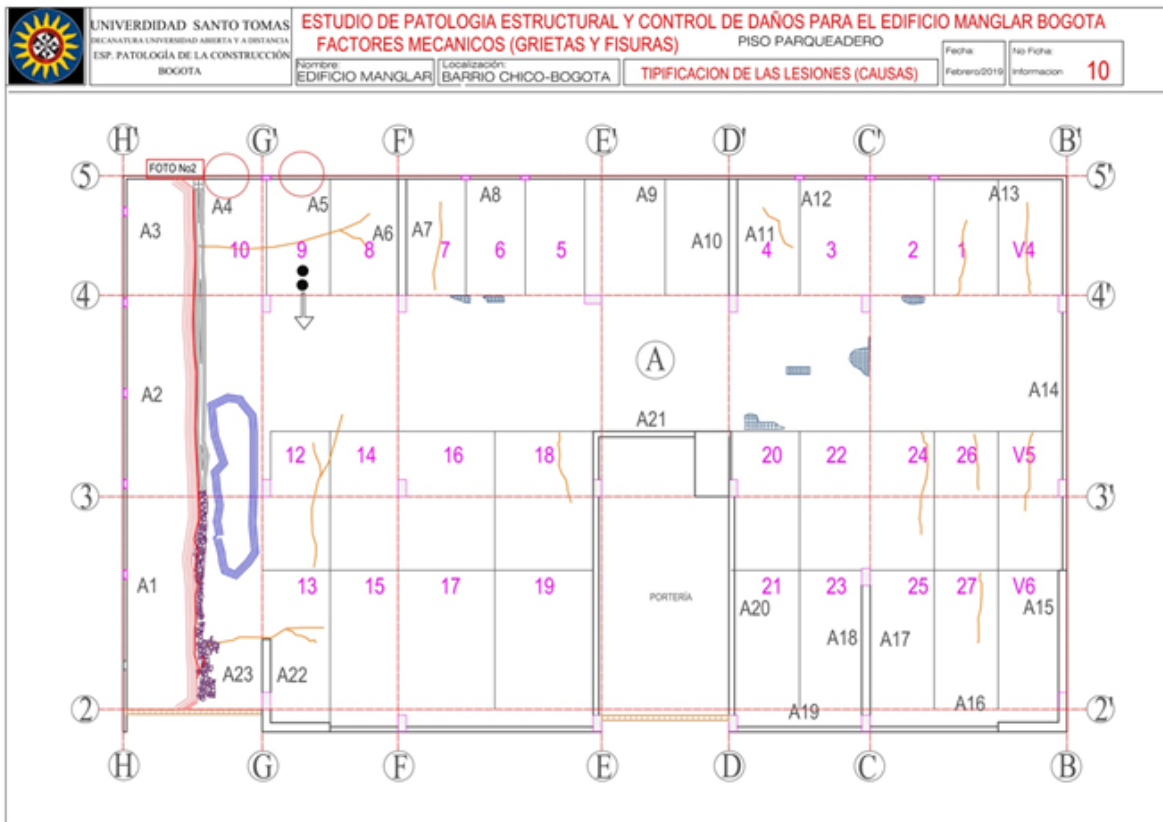 UNIVERDIDAD SANTO TOMAS
DECANATURA UNIVERSIDAD ABIERTA Y A DISTANCIA
ESP. PATOLOGÍA DE LA CONSTRUCCIÓN
BOGOTA
ESTUDIO DE PATOLOGIA ESTRUCTURAL Y CONTROL DE DAÑOS PARA EL EDIFICIO MANGLAR BOGOTA
FACTORES MECANICOS (GRIETAS Y FISURAS) PISO PARQUEADERO
Nombre:
EDIFICIO MANGLAR
Localización:
BARRIO CHICO-BOGOTA
TIPIFICACION DE LAS LESIONES (CAUSAS)
Fecha:
Febrero/2019
No Ficha:
Informacion 10
H' G' F' E' D' C' B'
FOTO No2
5 5'
A4 A5 A8 A9 A12 A13
A3 A6 A7 A10 A11
10 9 8 7 6 5 4 3 2 1 V4
4 4'
A
A2 A14
A21
12 14 16 18 20 22 24 26 V5
3 3'
A1 13 15 17 19 21 23 25 27 V6
PORTERÍA
A20 A15
A18 A17
A23 A22
A19 A16
2 2'
H G F E D C B